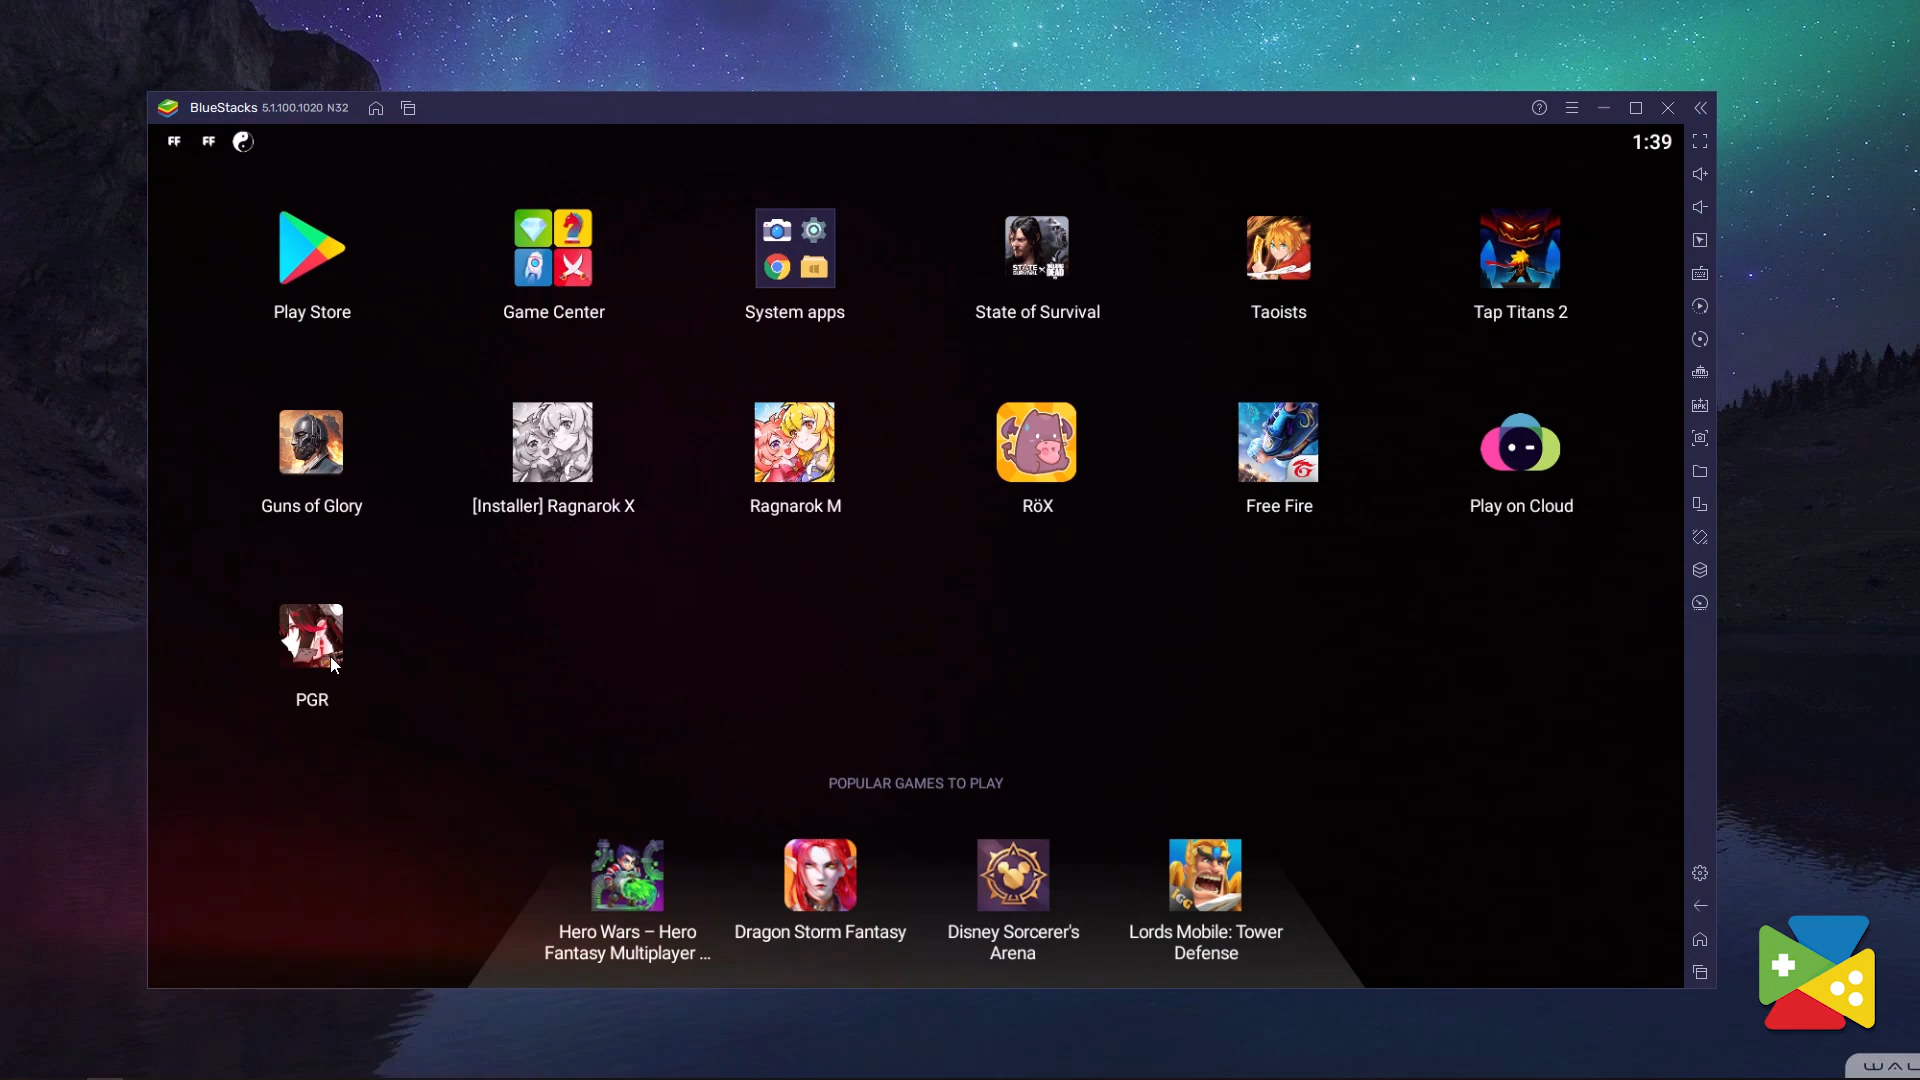 BlueStacks 5.1.100.1020 N32
FF FF 1:39
Play Store
Game Center
System apps
State of Survival
Taoists
Tap Titans 2
Guns of Glory
[Installer] Ragnarok X
Ragnarok M
RöX
Free Fire
Play on Cloud
PGR
POPULAR GAMES TO PLAY
Hero Wars – Hero
Fantasy Multiplayer ...
Dragon Storm Fantasy
Disney Sorcerer's
Arena
Lords Mobile: Tower
Defense